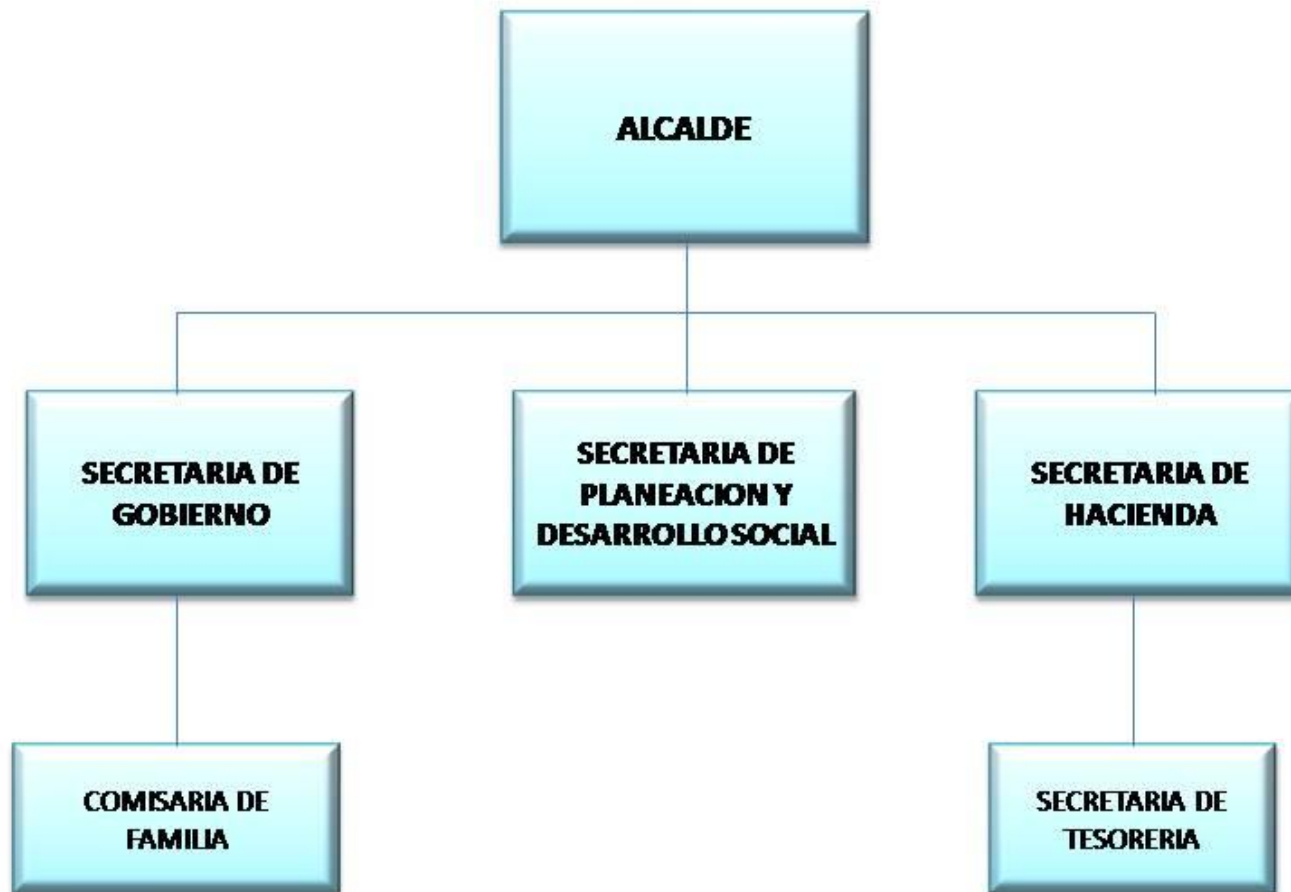 ALCALDE
SECRETARIA DE
GOBIERNO
SECRETARIA DE
PLANEACION Y
DESARROLLO SOCIAL
SECRETARIA DE
HACIENDA
COMISARIA DE
FAMILIA
SECRETARIA DE
TESORERIA